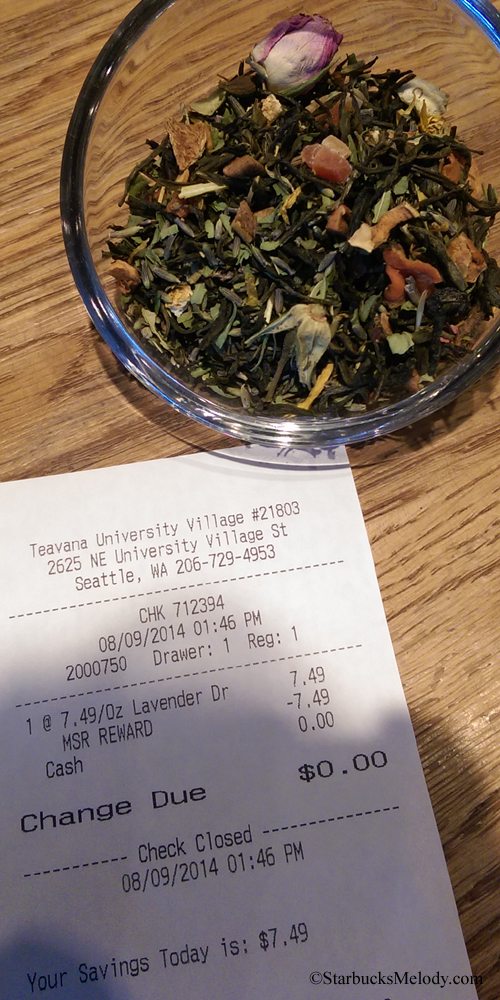 Teavana University Village #21803
2625 NE University Village St
Seattle, WA 206-729-4953
CHK 712394
08/09/2014 01:46 PM
2000750 Drawer: 1 Reg: 1
1 @ 7.49/Oz Lavender Dr 7.49
MSR REWARD -7.49
Cash 0.00
Change Due $0.00
Check Closed
08/09/2014 01:46 PM
Your Savings Today is: $7.49
©StarbucksMelody.com